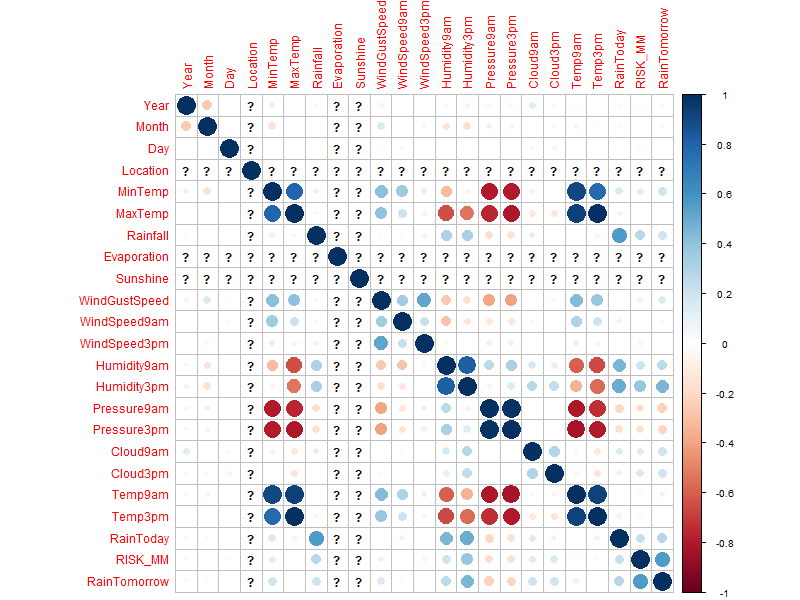 Year
Month
Day
Location
MinTemp
MaxTemp
Rainfall
Evaporation
Sunshine
WindGustSpeed
WindSpeed9am
WindSpeed3pm
Humidity9am
Humidity3pm
Pressure9am
Pressure3pm
Cloud9am
Cloud3pm
Temp9am
Temp3pm
RainToday
RISK_MM
RainTomorrow
Year ? ? ?
Month ? ? ?
Day ? ? ?
Location ? ? ? ? ? ? ? ? ? ? ? ? ? ? ? ? ? ? ? ? ? ?
MinTemp ? ? ?
MaxTemp ? ? ?
Rainfall ? ? ?
Evaporation ? ? ? ? ? ? ? ? ? ? ? ? ? ? ? ? ? ? ? ? ? ?
Sunshine ? ? ? ? ? ? ? ? ? ? ? ? ? ? ? ? ? ? ? ? ? ?
WindGustSpeed ? ? ?
WindSpeed9am ? ? ?
WindSpeed3pm ? ? ?
Humidity9am ? ? ?
Humidity3pm ? ? ?
Pressure9am ? ? ?
Pressure3pm ? ? ?
Cloud9am ? ? ?
Cloud3pm ? ? ?
Temp9am ? ? ?
Temp3pm ? ? ?
RainToday ? ? ?
RISK_MM ? ? ?
RainTomorrow ? ? ?
1
0.8
0.6
0.4
0.2
0
-0.2
-0.4
-0.6
-0.8
-1